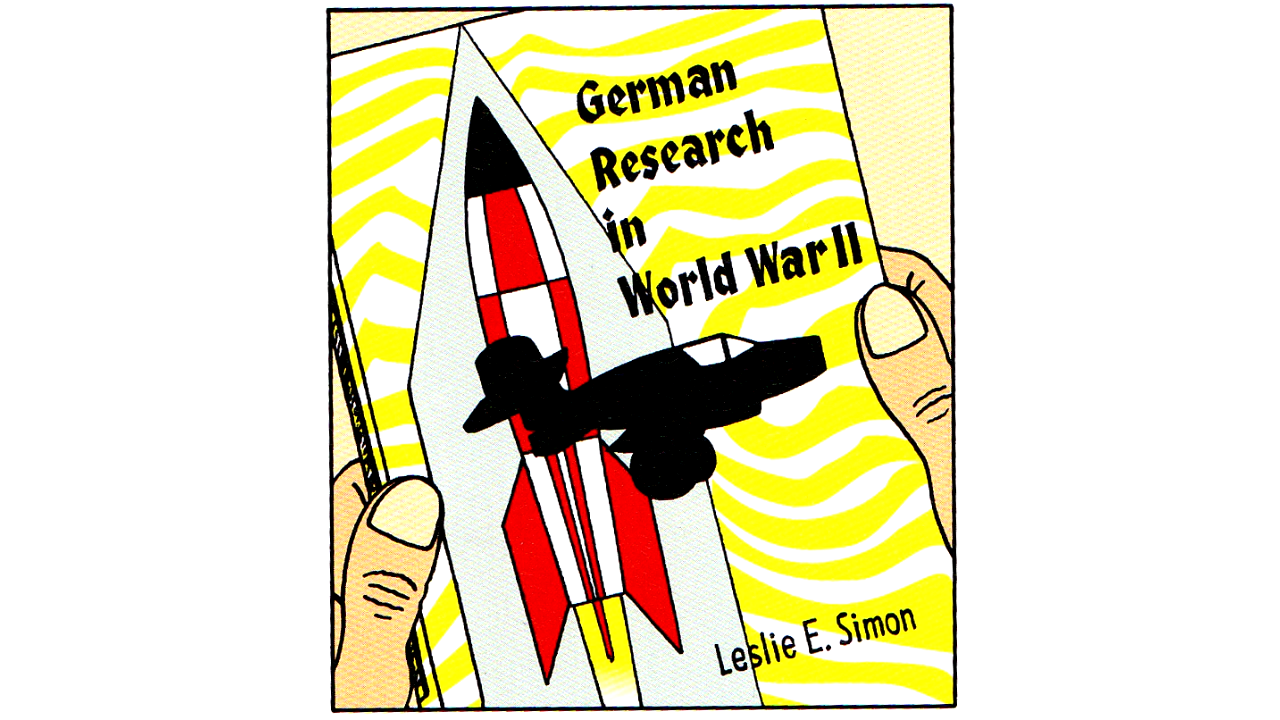 German
Research
in
World War II
Leslie E. Simon